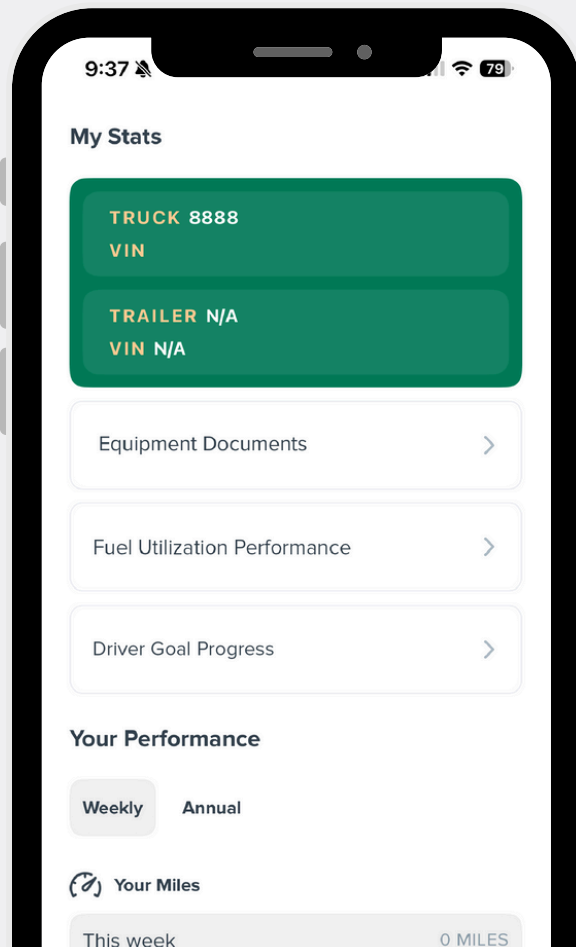 9:37
79
My Stats
TRUCK 8888
VIN
TRAILER N/A
VIN N/A
Equipment Documents
Fuel Utilization Performance
Driver Goal Progress
Your Performance
Weekly Annual
Your Miles
This week 0 MILES